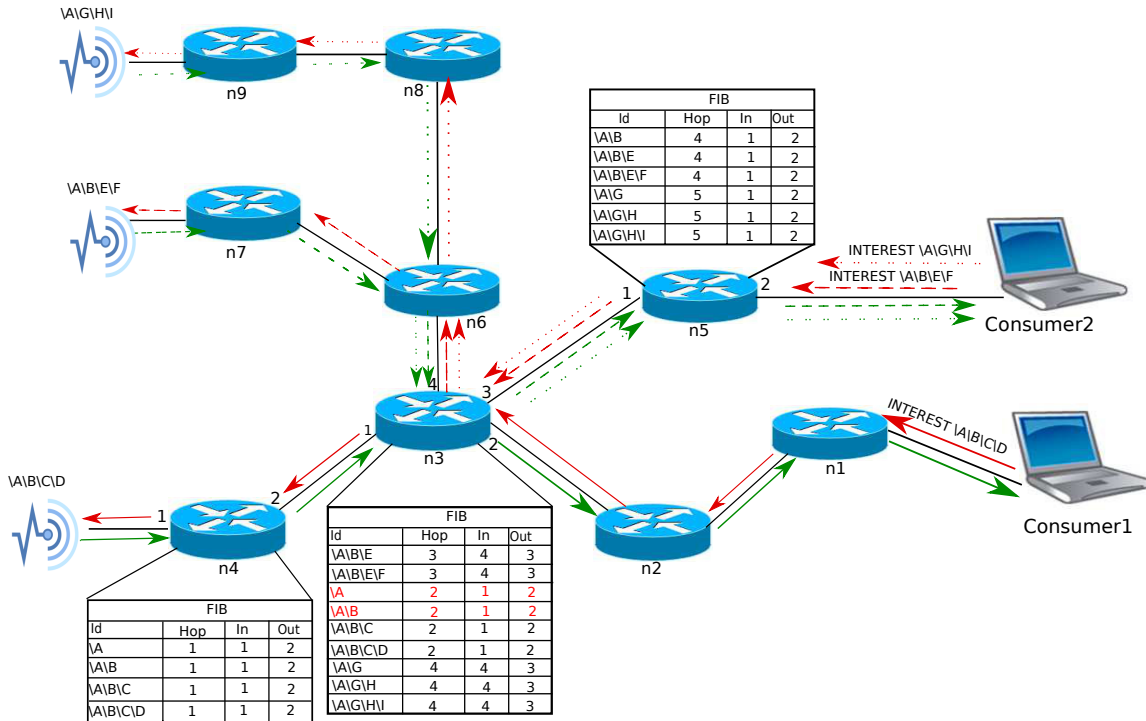 \A\G\H\I
n9
n8
FIB
Id Hop In Out
\A\B 4 1 2
\A\B\E 4 1 2
\A\B\E\F 4 1 2
\A\G 5 1 2
\A\G\H 5 1 2
\A\G\H\I 5 1 2
\A\B\E\F
n7
INTEREST \A\G\H\I
INTEREST \A\B\E\F
n6
1
2
n5
Consumer2
4
3
n3
1
2
INTEREST \A\B\C\D
n1
Consumer1
\A\B\C\D
1
2
n4
n2
FIB
Id Hop In Out
\A\B\E 3 4 3
\A\B\E\F 3 4 3
\A 2 1 2
\A\B 2 1 2
\A\B\C 2 1 2
\A\B\C\D 2 1 2
\A\G 4 4 3
\A\G\H 4 4 3
\A\G\H\I 4 4 3
FIB
Id Hop In Out
\A 1 1 2
\A\B 1 1 2
\A\B\C 1 1 2
\A\B\C\D 1 1 2